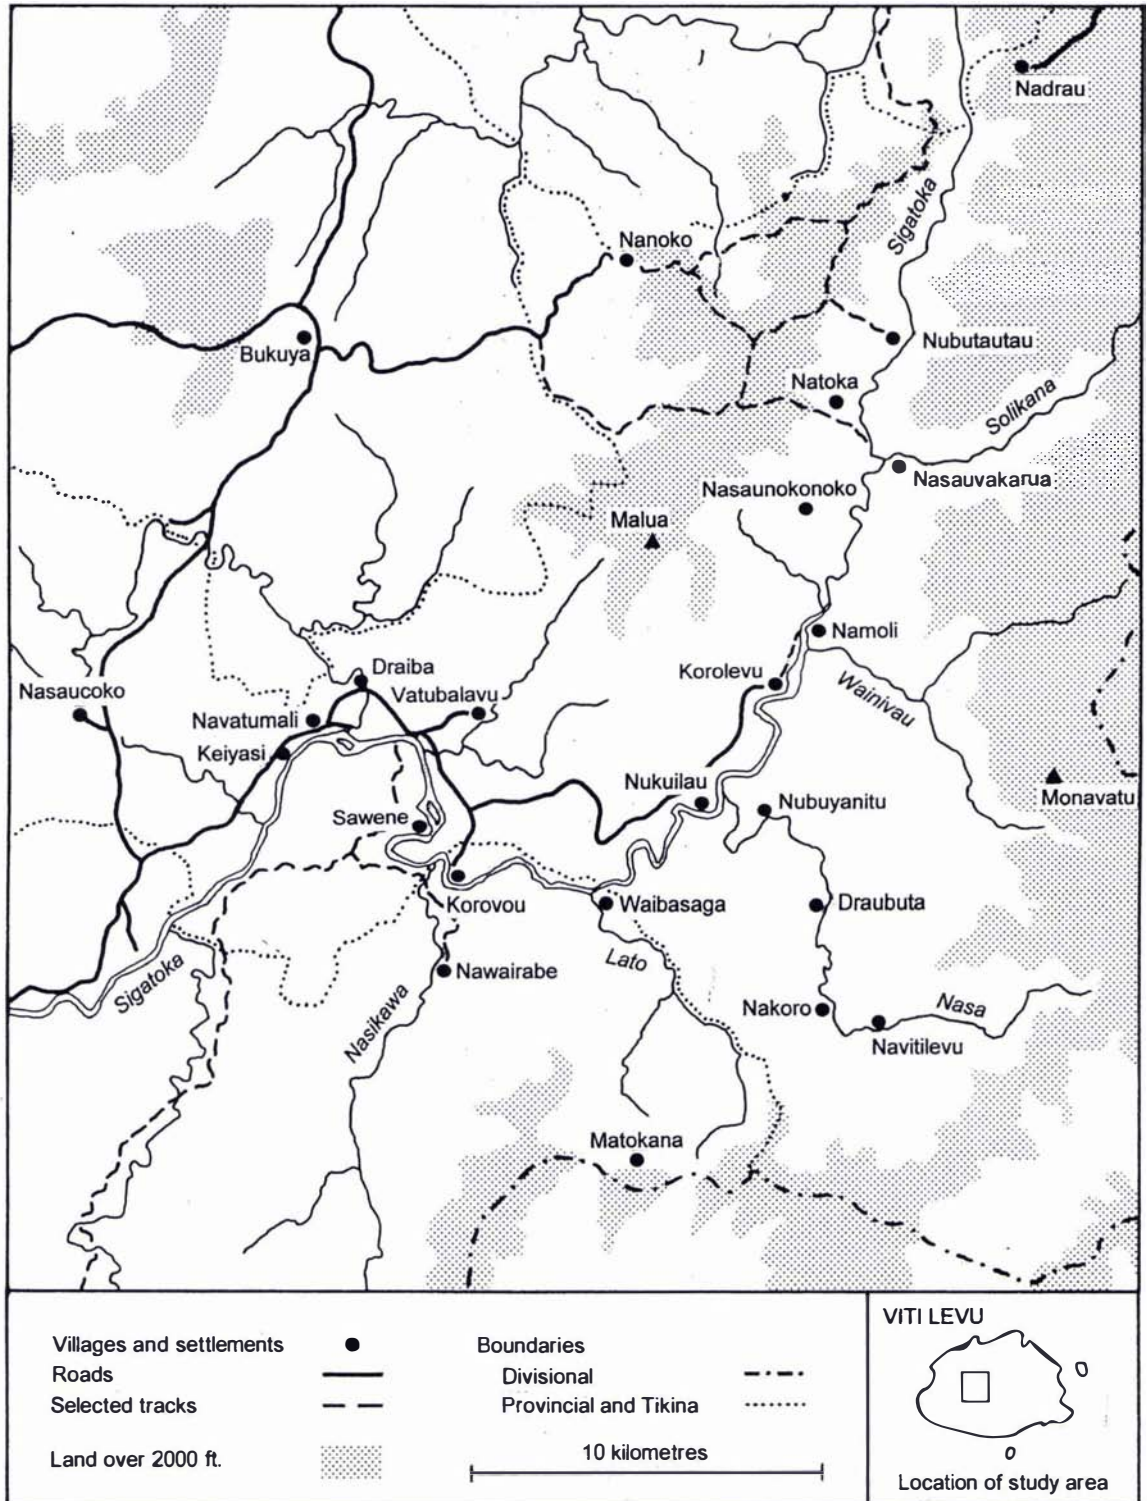 Nadrau
Sigatoka
Nanoko
Bukuya
Nubutautau
Natoka
Solikana
Nasauvakarua
Nasaunokonoko
Malua
Namoli
Draiba
Korolevu
Nasaucoko
Vatubalavu
Wainivau
Navatumali
Keiyasi
Nukuilau
Nubuyanitu
Monavatu
Sawene
Korovou
Waibasaga
Draubuta
Lato
Nawairabe
Sigatoka
Nasikawa
Nakoro
Nasa
Navitilevu
Matokana
Villages and settlements
Roads
Selected tracks
Land over 2000 ft.
Boundaries
Divisional
Provincial and Tikina
10 kilometres
VITI LEVU
Location of study area